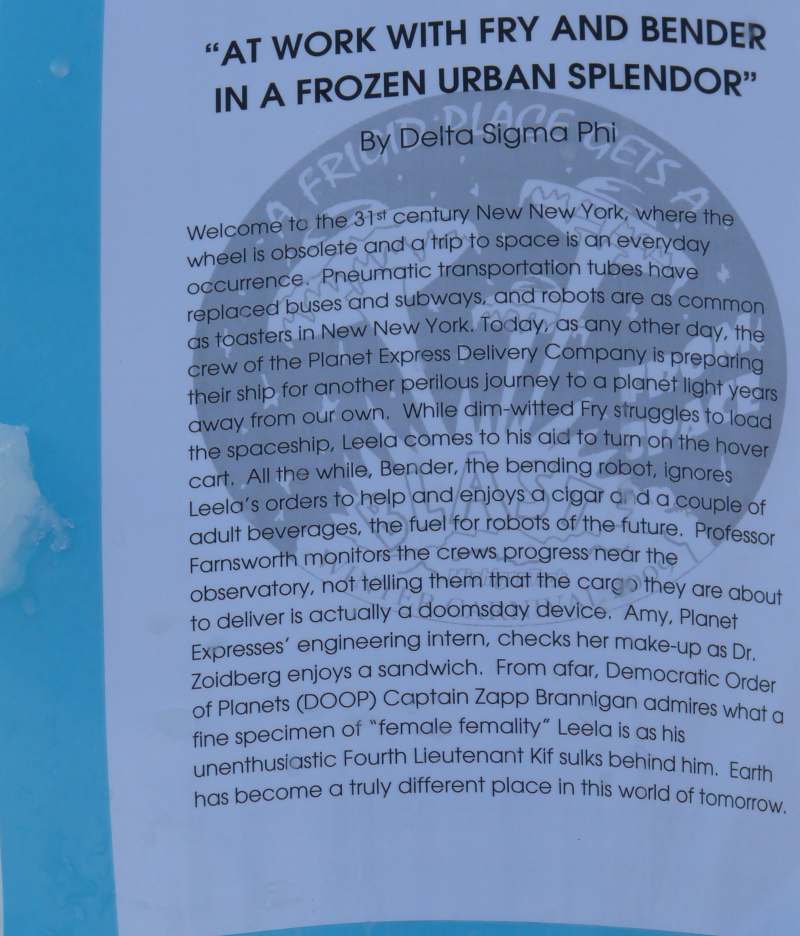 “AT WORK WITH FRY AND BENDER
IN A FROZEN URBAN SPLENDOR”
By Delta Sigma Phi
A FRIGID PLACE GETS A
Welcome to the 31st century New New York, where the
wheel is obsolete and a trip to space is an everyday
occurrence. Pneumatic transportation tubes have
replaced buses and subways, and robots are as common
as toasters in New New York. Today, as any other day, the
crew of the Planet Express Delivery Company is preparing
their ship for another perilous journey to a planet light years
away from our own. While dim-witted Fry struggles to load
the spaceship, Leela comes to his aid to turn on the hover
cart. All the while, Bender, the bending robot, ignores
Leela’s orders to help and enjoys a cigar and a couple of
adult beverages, the fuel for robots of the future. Professor
Farnsworth monitors the crews progress near the
observatory, not telling them that the cargo they are about
to deliver is actually a doomsday device. Amy, Planet
Expresses’ engineering intern, checks her make-up as Dr.
Zoidberg enjoys a sandwich. From afar, Democratic Order
of Planets (DOOP) Captain Zapp Brannigan admires what a
fine specimen of “female femality” Leela is as his
unenthusiastic Fourth Lieutenant Kif sulks behind him. Earth
has become a truly different place in this world of tomorrow.
BLAST
WINTER CARNIVAL